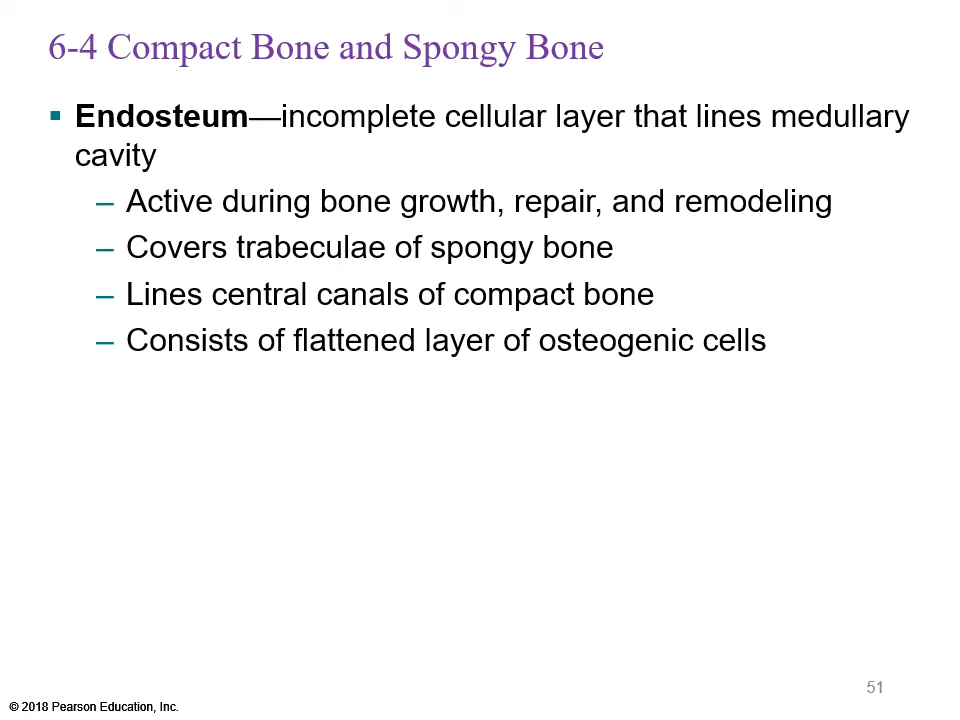 6-4 Compact Bone and Spongy Bone
▪ Endosteum—incomplete cellular layer that lines medullary
cavity
– Active during bone growth, repair, and remodeling
– Covers trabeculae of spongy bone
– Lines central canals of compact bone
– Consists of flattened layer of osteogenic cells
51
© 2018 Pearson Education, Inc.